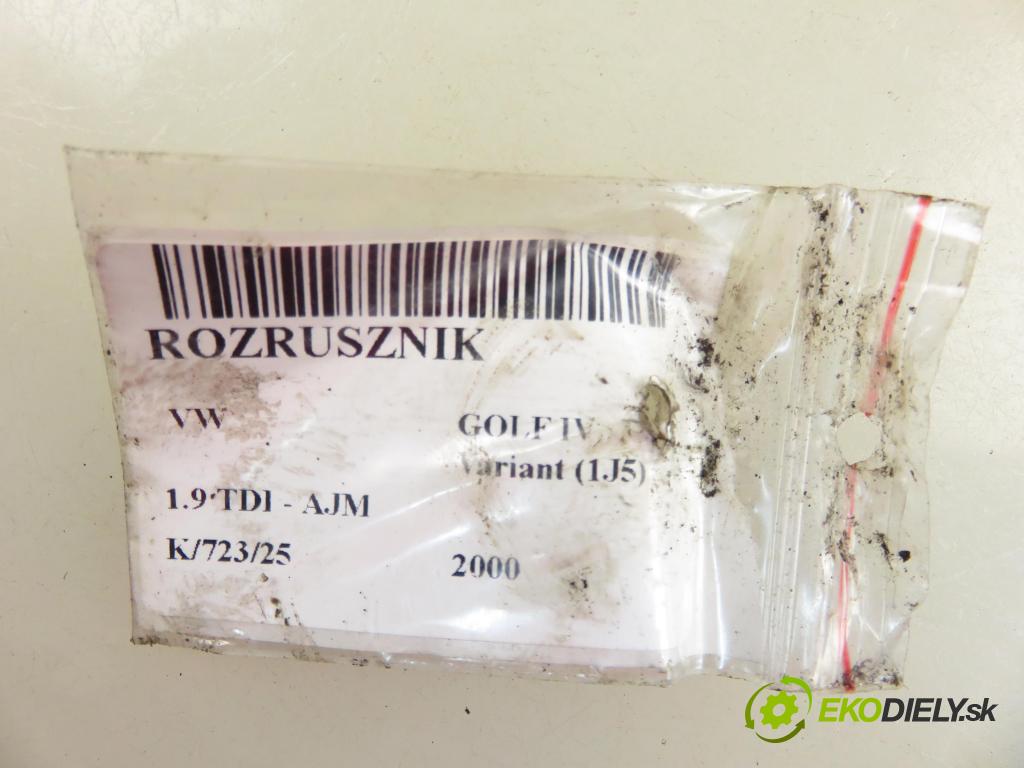 ROZRUSZNIK
VW GOLF IV
Variant (1J5)
1.9 TDI - AJM
K/723/25 2000
EKODIELY.sk